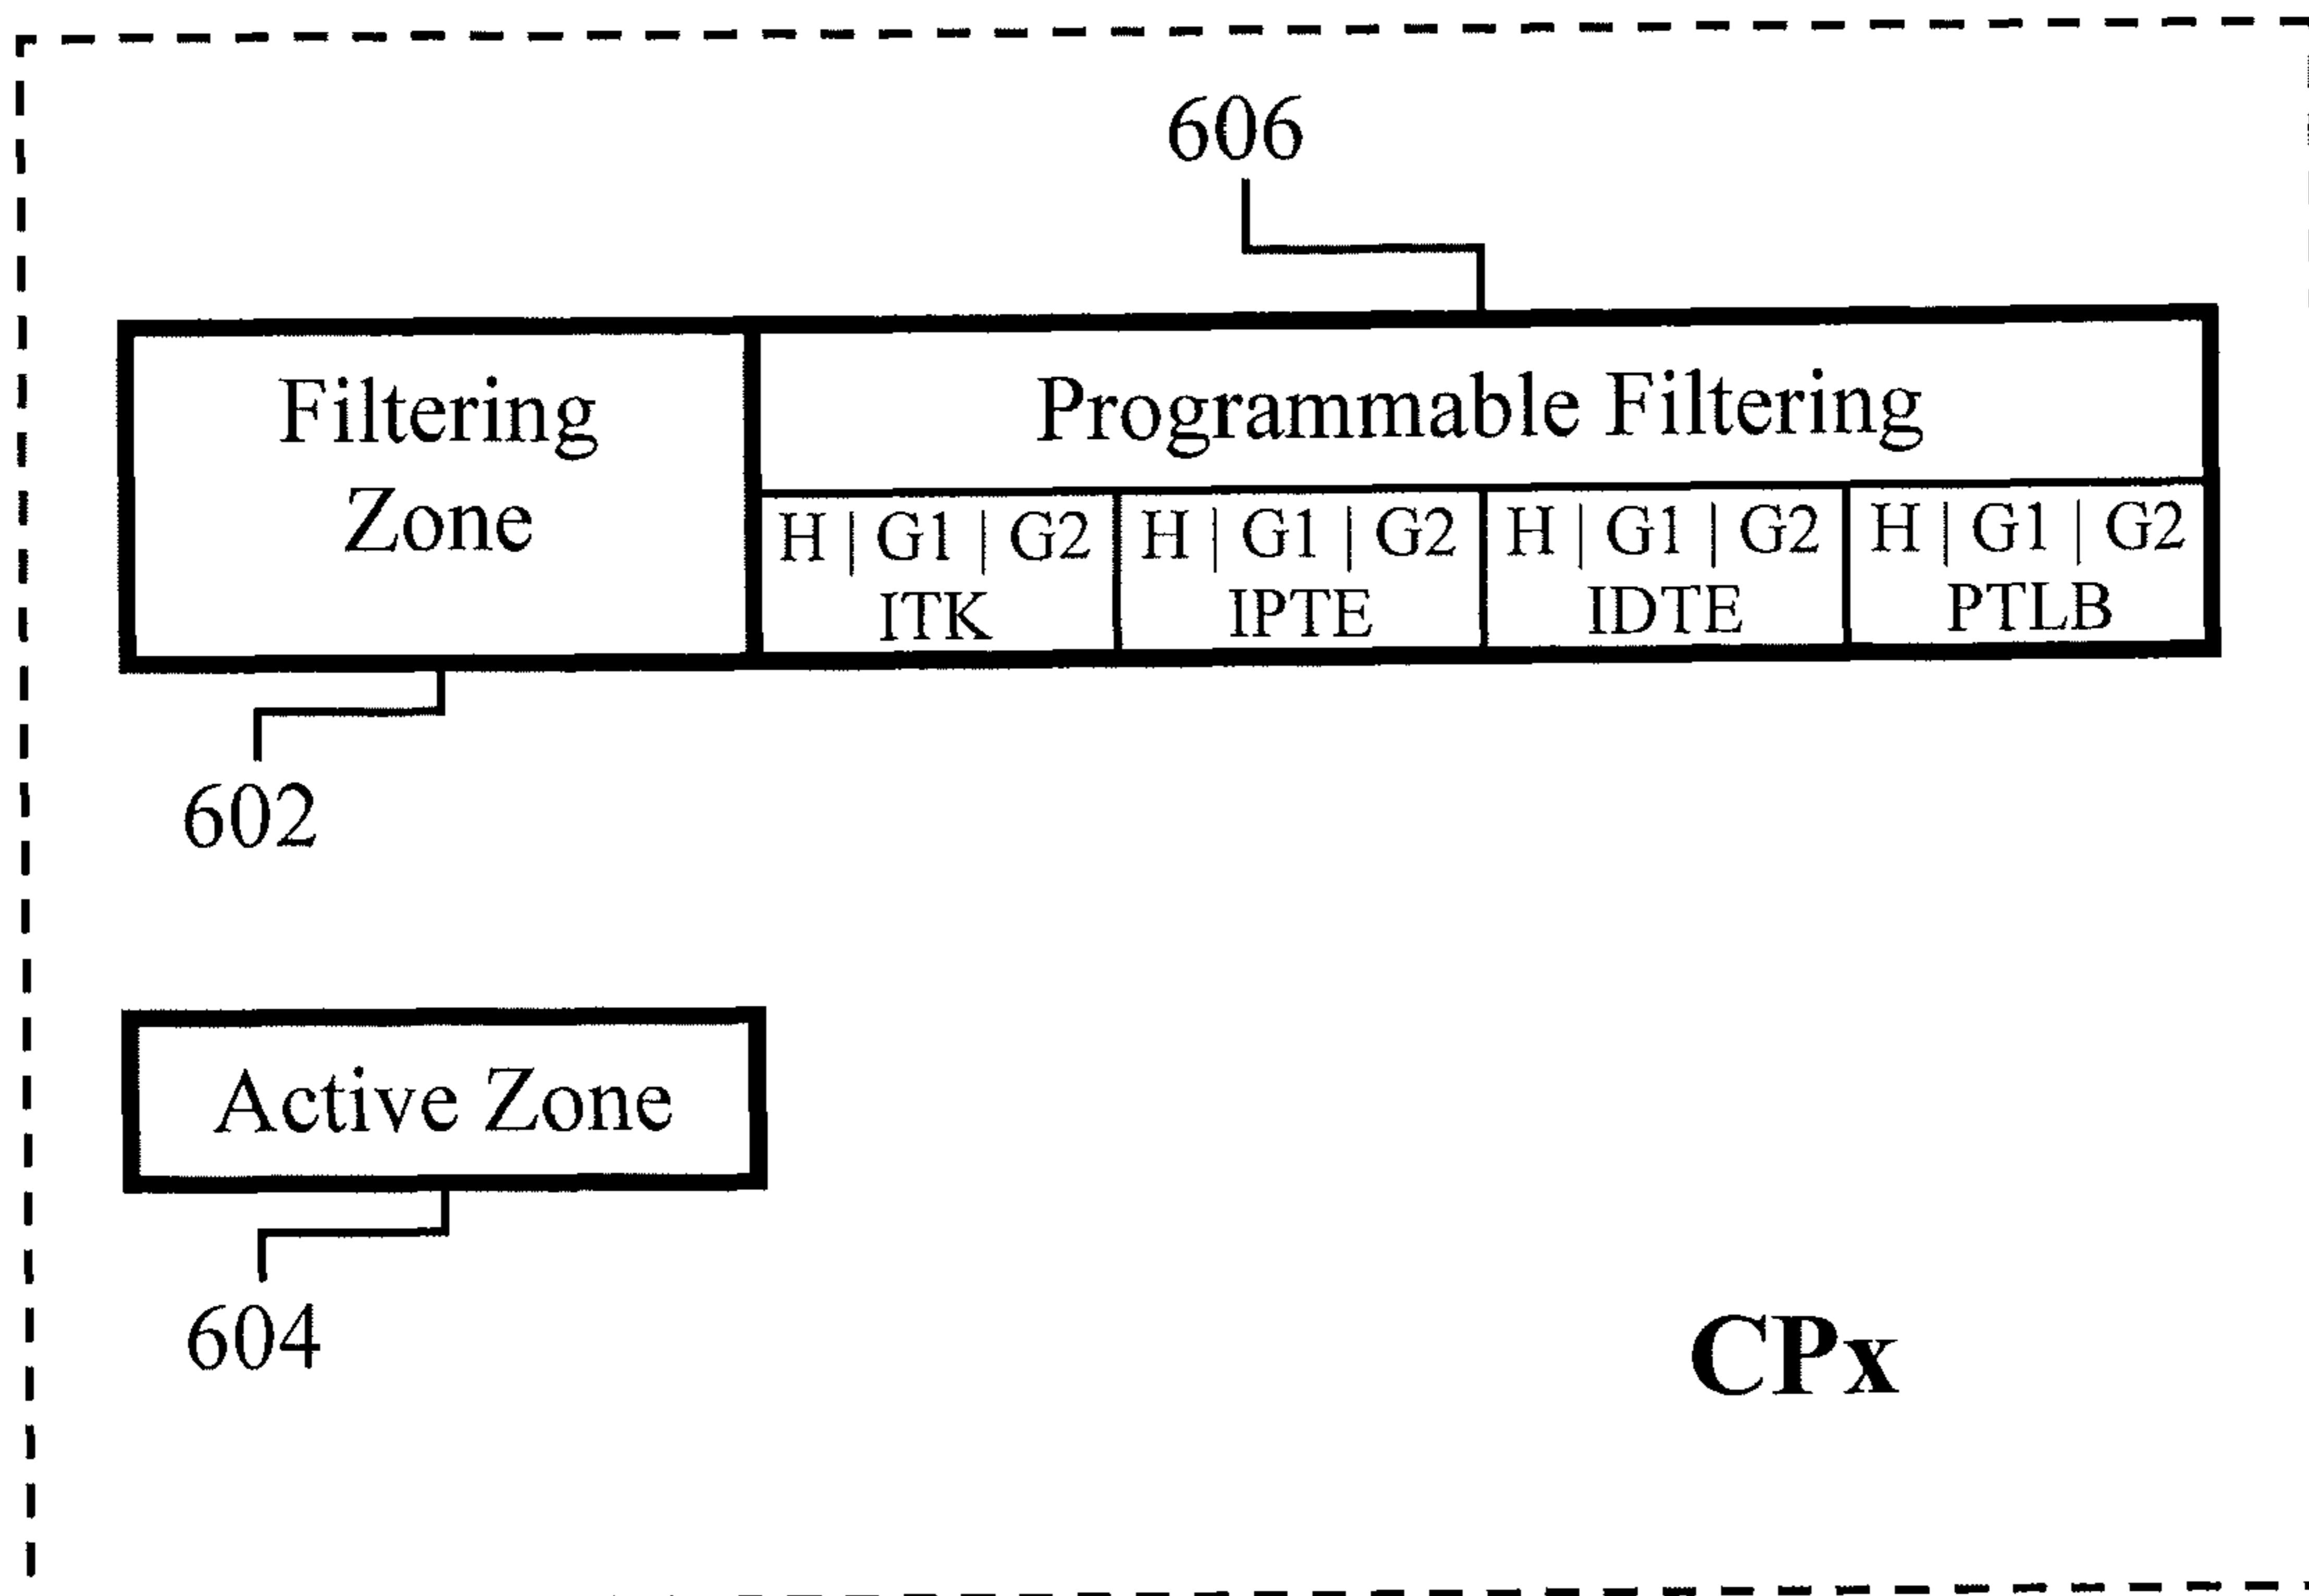 606
Filtering
Zone
Programmable Filtering
H | G1 | G2
ITK
H | G1 | G2
IPTE
H | G1 | G2
IDTE
H | G1 | G2
PTLB
602
Active Zone
604
CPx